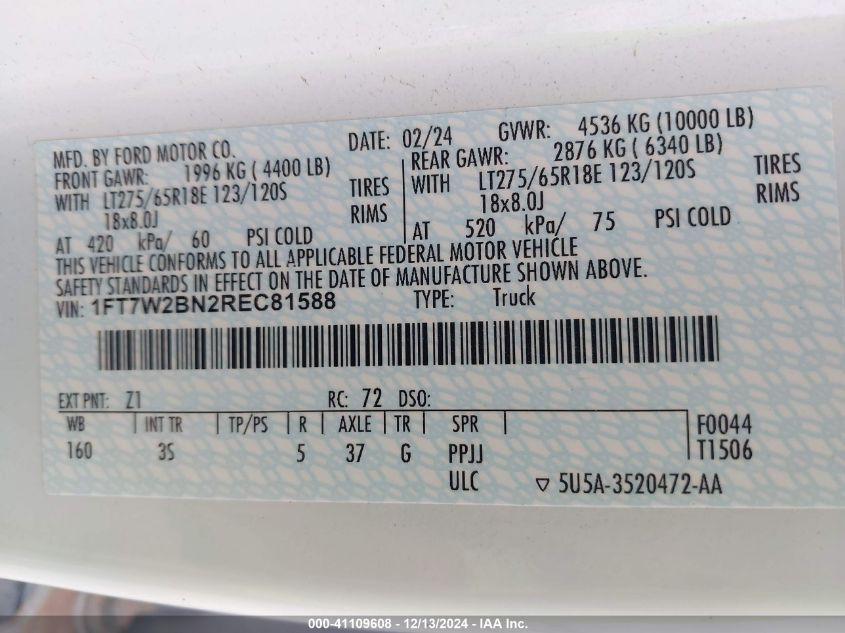 DATE: 02/24 GVWR: 4536 KG (10000 LB)
MFD. BY FORD MOTOR CO.
FRONT GAWR: 1996 KG ( 4400 LB)
WITH LT275/65R18E 123/120S TIRES
18x8.0J RIMS
AT 420 kPa/ 60 PSI COLD
REAR GAWR: 2876 KG ( 6340 LB)
WITH LT275/65R18E 123/120S TIRES
18x8.0J RIMS
AT 520 kPa/ 75 PSI COLD
THIS VEHICLE CONFORMS TO ALL APPLICABLE FEDERAL MOTOR VEHICLE
SAFETY STANDARDS IN EFFECT ON THE DATE OF MANUFACTURE SHOWN ABOVE.
VIN: 1FT7W2BN2REC81588 TYPE: Truck
EXT PNT: Z1 RC: 72 DSO:
WB INT TR TP/PS R AXLE TR SPR F0044
160 3S 5 37 G PPJJ T1506
ULC ▽ 5U5A-3520472-AA
000-41109608 - 12/13/2024 - IAA Inc.